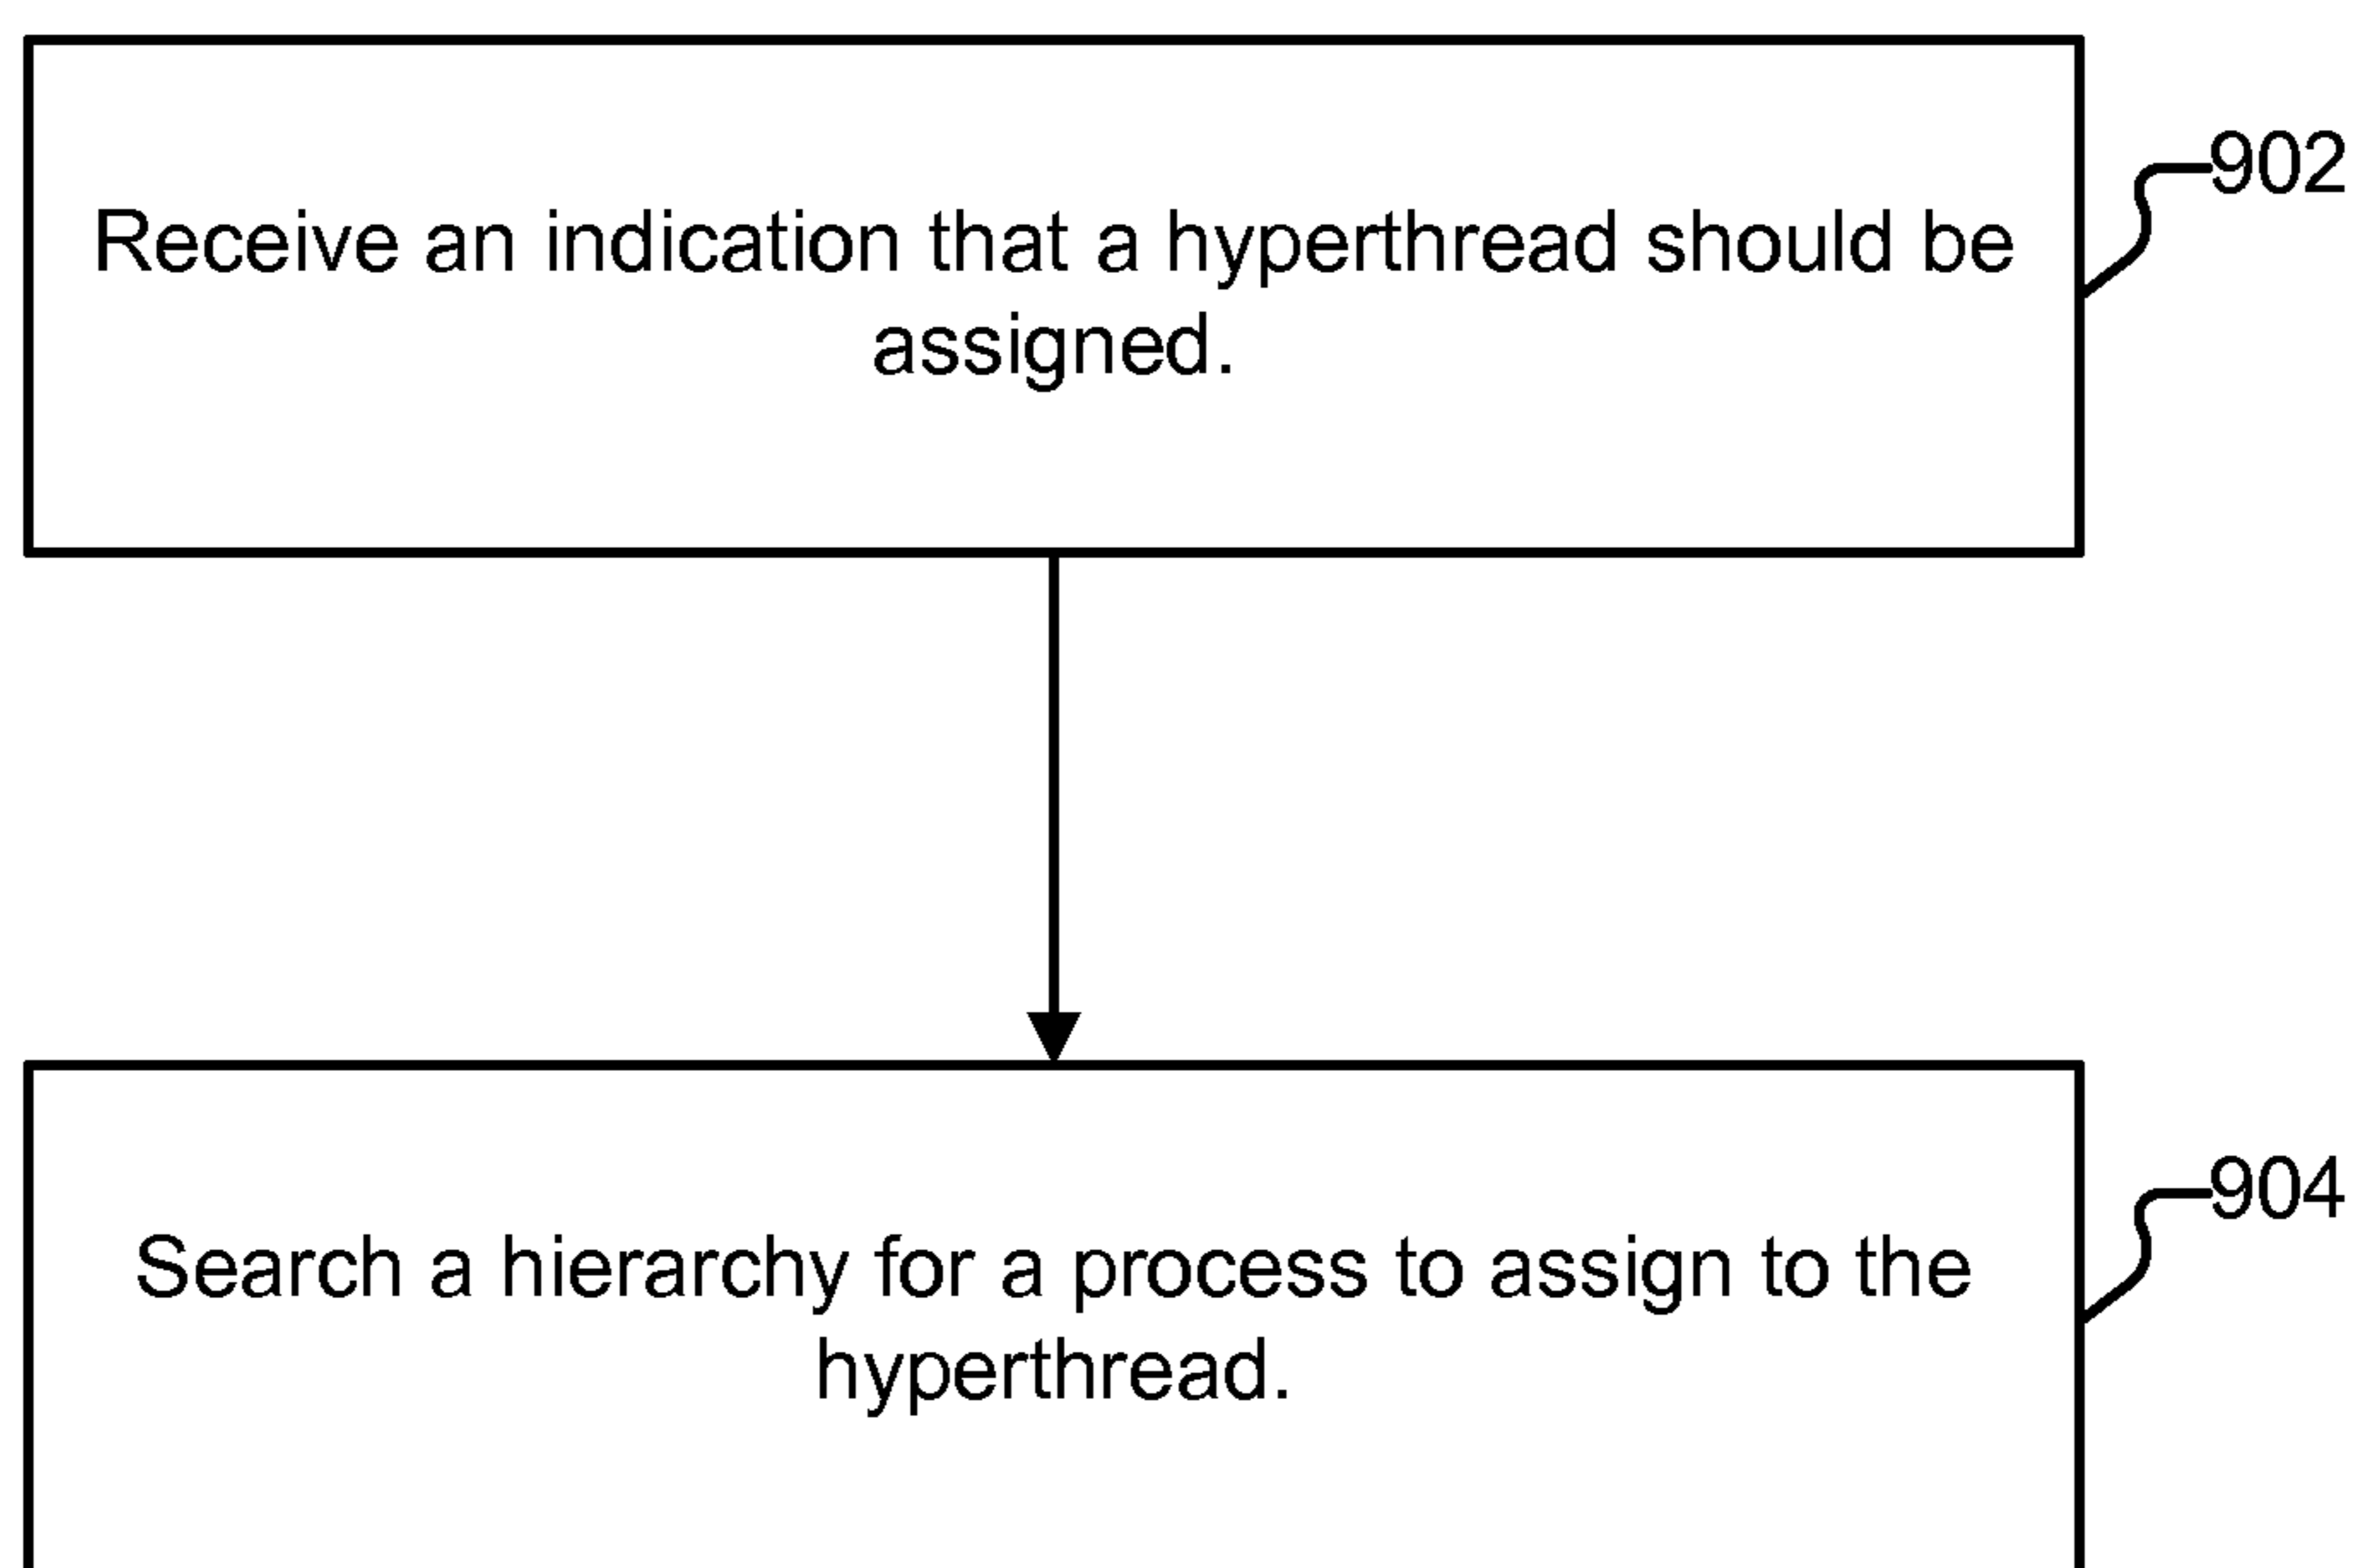 902
Receive an indication that a hyperthread should be
assigned.
904
Search a hierarchy for a process to assign to the
hyperthread.